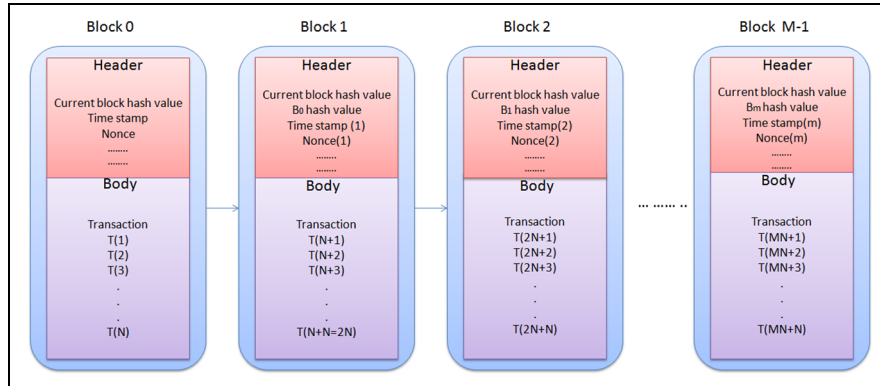 Block 0
Header
Current block hash value
Time stamp
Nonce
........
........
Body
Transaction
T(1)
T(2)
T(3)
.
.
.
T(N)
Block 1
Header
Current block hash value
B0 hash value
Time stamp (1)
Nonce(1)
........
........
Body
Transaction
T(N+1)
T(N+2)
T(N+3)
.
.
.
T(N+N=2N)
Block 2
Header
Current block hash value
B1 hash value
Time stamp(2)
Nonce(2)
........
........
Body
Transaction
T(2N+1)
T(2N+2)
T(2N+3)
.
.
.
T(2N+N)
... ... ... ..
Block M-1
Header
Current block hash value
Bm hash value
Time stamp(m)
Nonce(m)
........
........
Body
Transaction
T(MN+1)
T(MN+2)
T(MN+3)
.
.
.
T(MN+N)